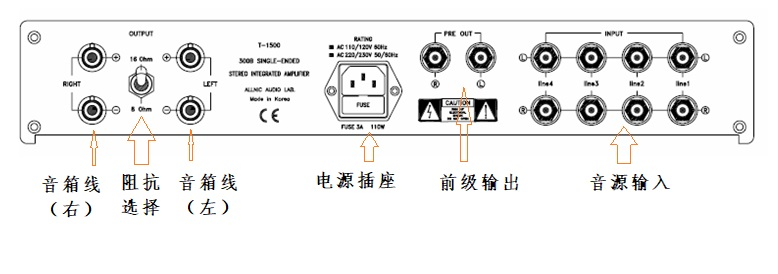 OUTPUT
16 Ohm
RIGHT
LEFT
8 Ohm
T-1500
300B SINGLE-ENDED
STEREO INTEGRATED AMPLIFIER
ALLNIC AUDIO LAB.
Made in Korea
CE
RATING
AC 110/120V 60Hz
AC 220/230V 50/60Hz
FUSE
FUSE 3A 110W
PRE OUT
R
L
CAUTION
INPUT
L
L
line4
line3
line2
line1
R
R
音箱线
(右)
阻抗
选择
音箱线
(左)
电源插座
前级输出
音源输入